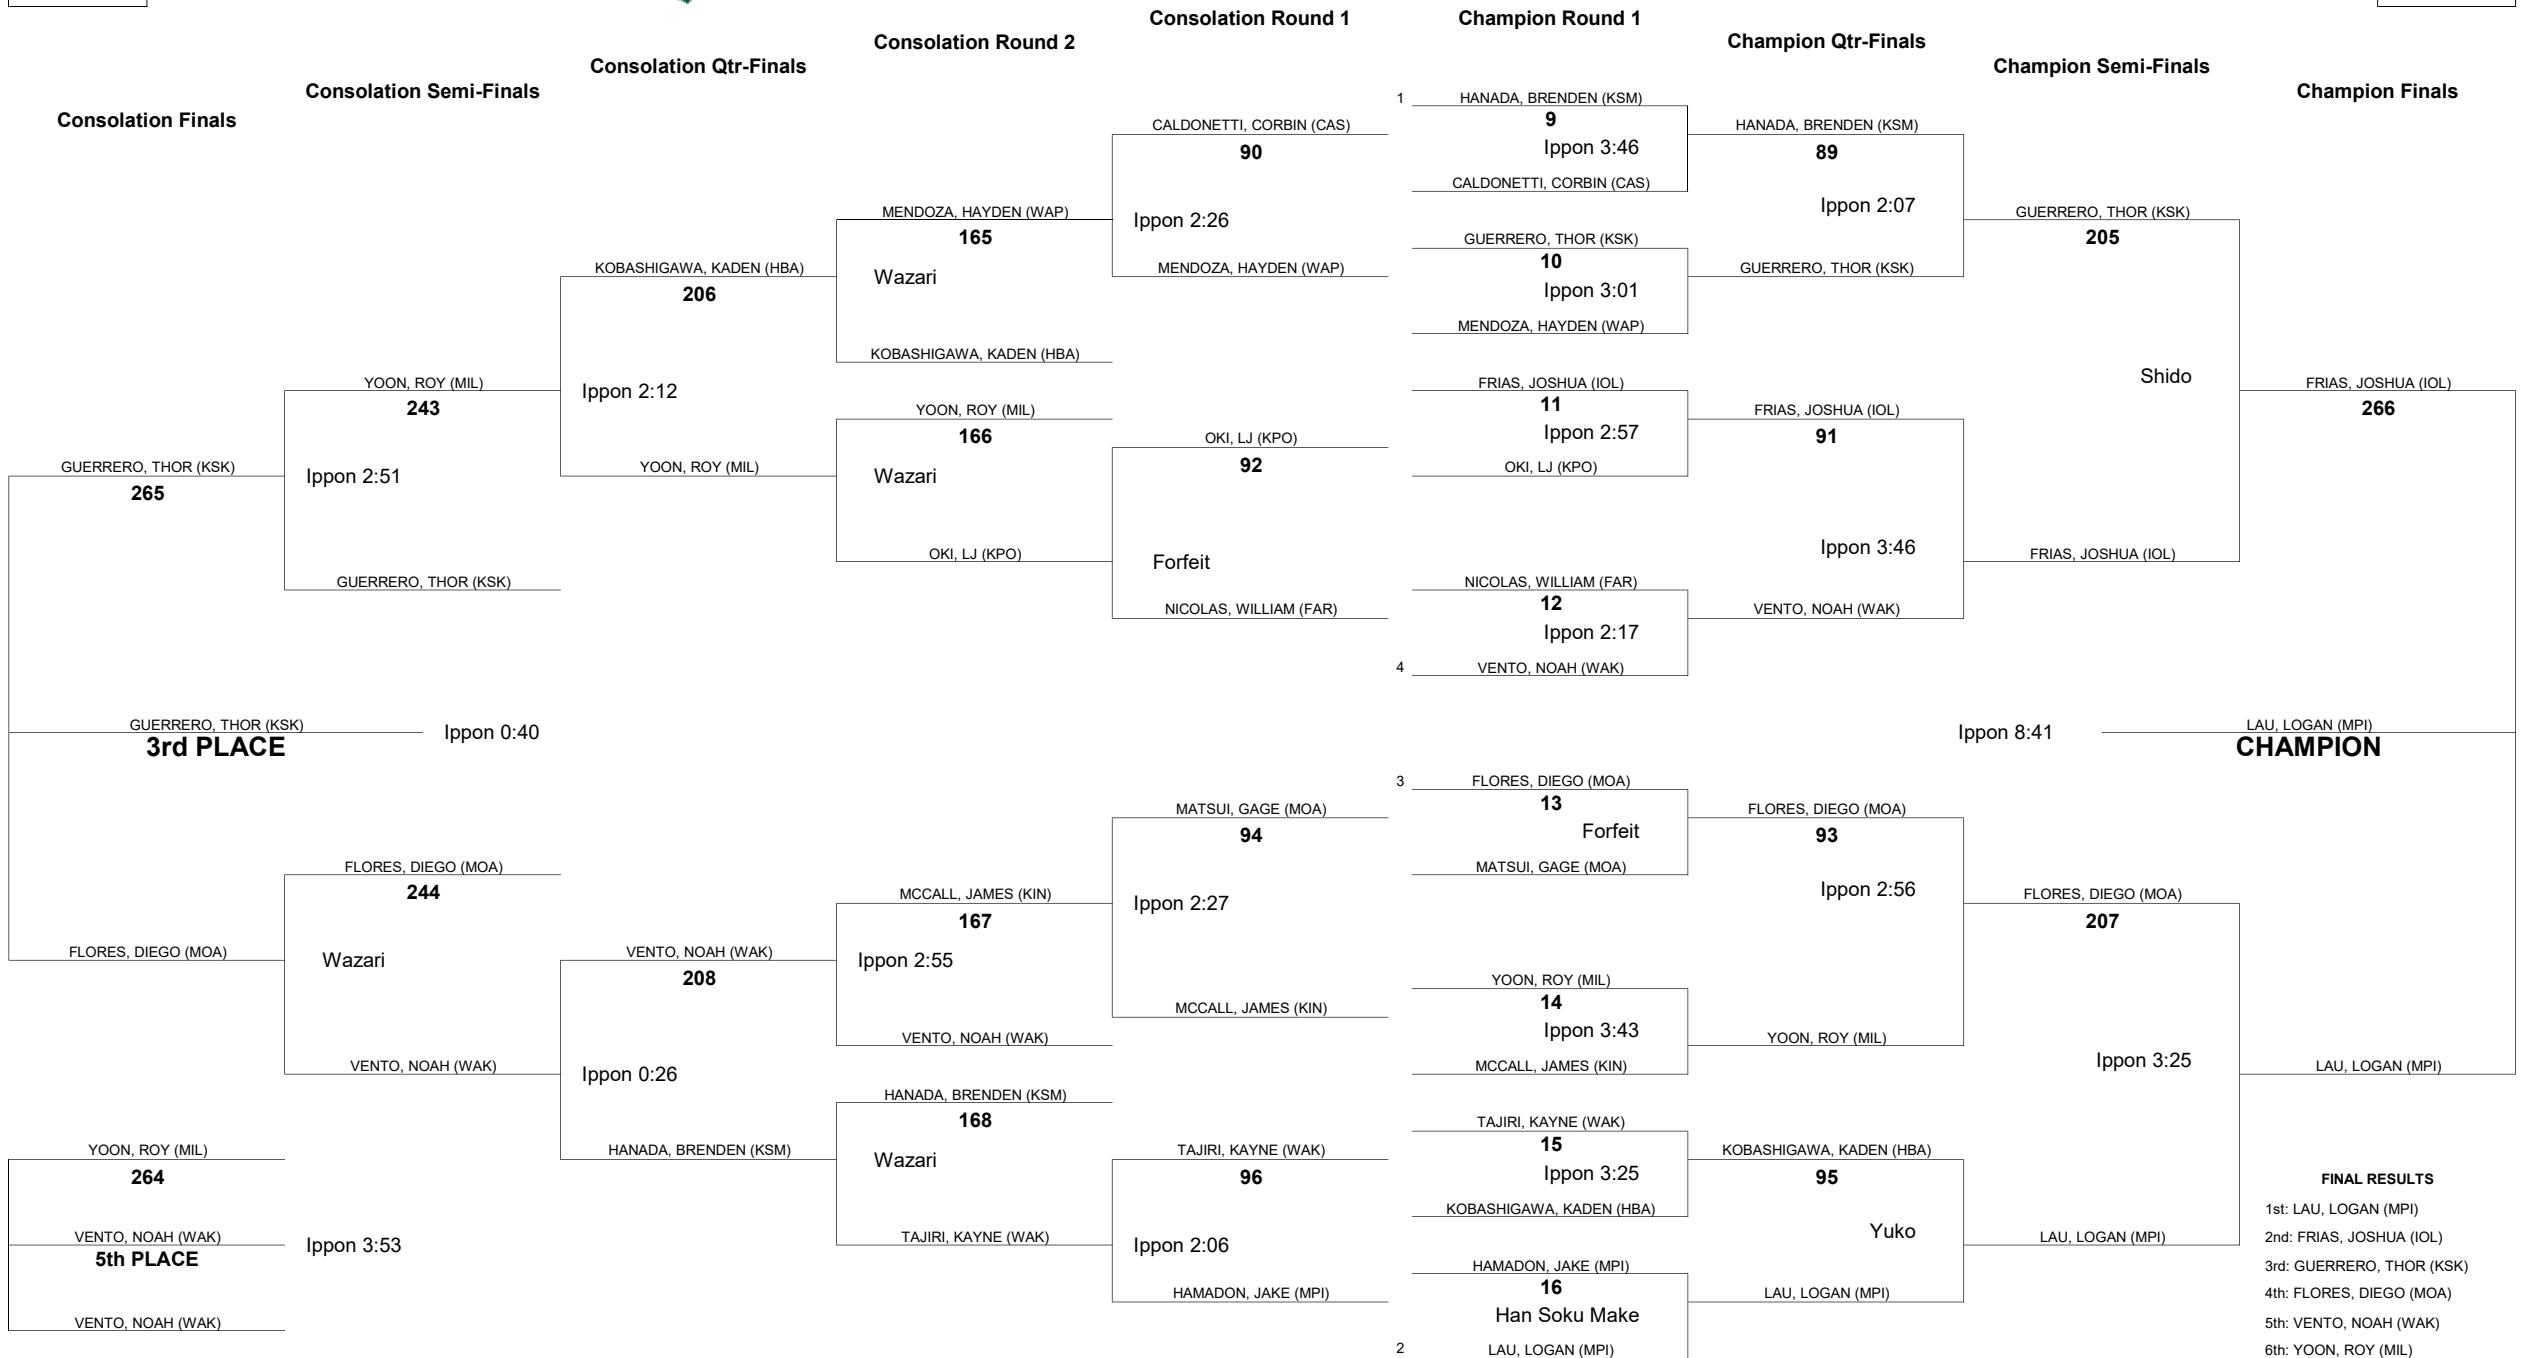 Consolation Round 1
Champion Round 1
Consolation Round 2
Champion Qtr-Finals
Consolation Qtr-Finals
Champion Semi-Finals
Consolation Semi-Finals
Champion Finals
Consolation Finals
1
HANADA, BRENDEN (KSM)
9
Ippon 3:46
CALDONETTI, CORBIN (CAS)
GUERRERO, THOR (KSK)
10
Ippon 3:01
MENDOZA, HAYDEN (WAP)
FRIAS, JOSHUA (IOL)
11
Ippon 2:57
OKI, LJ (KPO)
NICOLAS, WILLIAM (FAR)
12
Ippon 2:17
4
VENTO, NOAH (WAK)
3
FLORES, DIEGO (MOA)
13
Forfeit
MATSUI, GAGE (MOA)
YOON, ROY (MIL)
14
Ippon 3:43
MCCALL, JAMES (KIN)
TAJIRI, KAYNE (WAK)
15
Ippon 3:25
KOBASHIGAWA, KADEN (HBA)
HAMADON, JAKE (MPI)
16
Han Soku Make
2
LAU, LOGAN (MPI)
HANADA, BRENDEN (KSM)
89
Ippon 2:07
GUERRERO, THOR (KSK)
FRIAS, JOSHUA (IOL)
91
Ippon 3:46
VENTO, NOAH (WAK)
FLORES, DIEGO (MOA)
93
Ippon 2:56
YOON, ROY (MIL)
KOBASHIGAWA, KADEN (HBA)
95
Yuko
LAU, LOGAN (MPI)
GUERRERO, THOR (KSK)
205
Shido
FRIAS, JOSHUA (IOL)
FLORES, DIEGO (MOA)
207
Ippon 3:25
LAU, LOGAN (MPI)
FRIAS, JOSHUA (IOL)
266
Ippon 8:41
LAU, LOGAN (MPI)
CHAMPION
LAU, LOGAN (MPI)
CALDONETTI, CORBIN (CAS)
90
Ippon 2:26
MENDOZA, HAYDEN (WAP)
OKI, LJ (KPO)
92
Forfeit
NICOLAS, WILLIAM (FAR)
MATSUI, GAGE (MOA)
94
Ippon 2:27
MCCALL, JAMES (KIN)
TAJIRI, KAYNE (WAK)
96
Ippon 2:06
HAMADON, JAKE (MPI)
MENDOZA, HAYDEN (WAP)
165
Wazari
KOBASHIGAWA, KADEN (HBA)
YOON, ROY (MIL)
166
Wazari
OKI, LJ (KPO)
MCCALL, JAMES (KIN)
167
Ippon 2:55
VENTO, NOAH (WAK)
HANADA, BRENDEN (KSM)
168
Wazari
TAJIRI, KAYNE (WAK)
KOBASHIGAWA, KADEN (HBA)
206
Ippon 2:12
YOON, ROY (MIL)
VENTO, NOAH (WAK)
208
Ippon 0:26
HANADA, BRENDEN (KSM)
YOON, ROY (MIL)
243
Ippon 2:51
GUERRERO, THOR (KSK)
FLORES, DIEGO (MOA)
244
Wazari
VENTO, NOAH (WAK)
GUERRERO, THOR (KSK)
265
GUERRERO, THOR (KSK)
3rd PLACE
Ippon 0:40
FLORES, DIEGO (MOA)
YOON, ROY (MIL)
264
VENTO, NOAH (WAK)
5th PLACE
Ippon 3:53
VENTO, NOAH (WAK)
FINAL RESULTS
1st: LAU, LOGAN (MPI)
2nd: FRIAS, JOSHUA (IOL)
3rd: GUERRERO, THOR (KSK)
4th: FLORES, DIEGO (MOA)
5th: VENTO, NOAH (WAK)
6th: YOON, ROY (MIL)